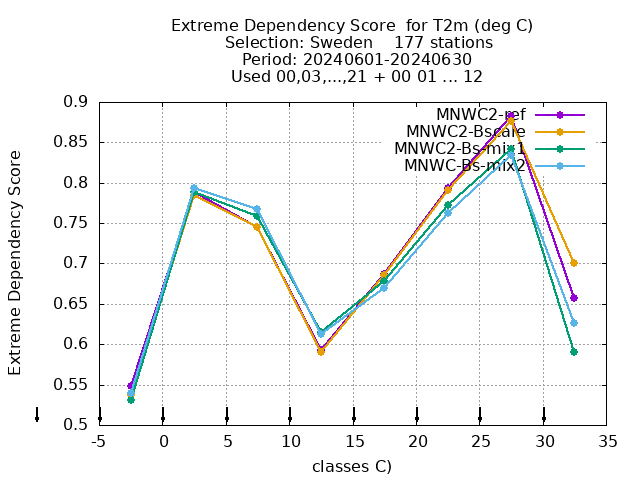 Extreme Dependency Score  for T2m (deg C)
Selection: Sweden    177 stations
Period: 20240601-20240630
Used 00,03,...,21 + 00 01 ... 12
Extreme Dependency Score
0.9
0.85
0.8
0.75
0.7
0.65
0.6
0.55
0.5
MNWC2-ref
MNWC2-Bscale
MNWC2-Bs-mix1
MNWC-Bs-mix2
-5 0 5 10 15 20 25 30 35
classes C)